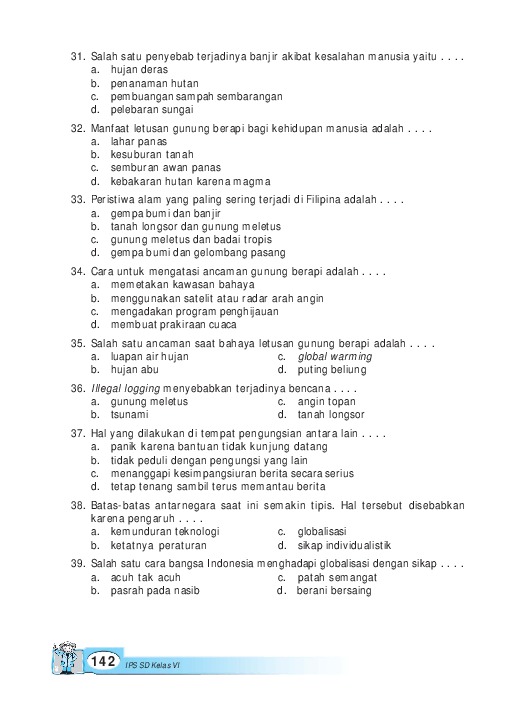 31. Salah satu penyebab terjadinya banjir akibat kesalahan manusia yaitu . . . .
a. hujan deras
b. penanaman hutan
c. pembuangan sampah sembarangan
d. pelebaran sungai
32. Manfaat letusan gunung berapi bagi kehidupan manusia adalah . . . .
a. lahar panas
b. kesuburan tanah
c. semburan awan panas
d. kebakaran hutan karena magma
33. Peristiwa alam yang paling sering terjadi di Filipina adalah . . . .
a. gempa bumi dan banjir
b. tanah longsor dan gunung meletus
c. gunung meletus dan badai tropis
d. gempa bumi dan gelombang pasang
34. Cara untuk mengatasi ancaman gunung berapi adalah . . . .
a. memetakan kawasan bahaya
b. menggunakan satelit atau radar arah angin
c. mengadakan program penghijauan
d. membuat prakiraan cuaca
35. Salah satu ancaman saat bahaya letusan gunung berapi adalah . . . .
a. luapan air hujan c. global warming
b. hujan abu d. puting beliung
36. Illegal logging menyebabkan terjadinya bencana . . . .
a. gunung meletus c. angin topan
b. tsunami d. tanah longsor
37. Hal yang dilakukan di tempat pengungsian antara lain . . . .
a. panik karena bantuan tidak kunjung datang
b. tidak peduli dengan pengungsi yang lain
c. menanggapi kesimpangsiuran berita secara serius
d. tetap tenang sambil terus memantau berita
38. Batas-batas antarnegara saat ini semakin tipis. Hal tersebut disebabkan
karena pengaruh . . . .
a. kemunduran teknologi c. globalisasi
b. ketatnya peraturan d. sikap individualistik
39. Salah satu cara bangsa Indonesia menghadapi globalisasi dengan sikap . . . .
a. acuh tak acuh c. patah semangat
b. pasrah pada nasib d. berani bersaing
142 IPS SD Kelas VI